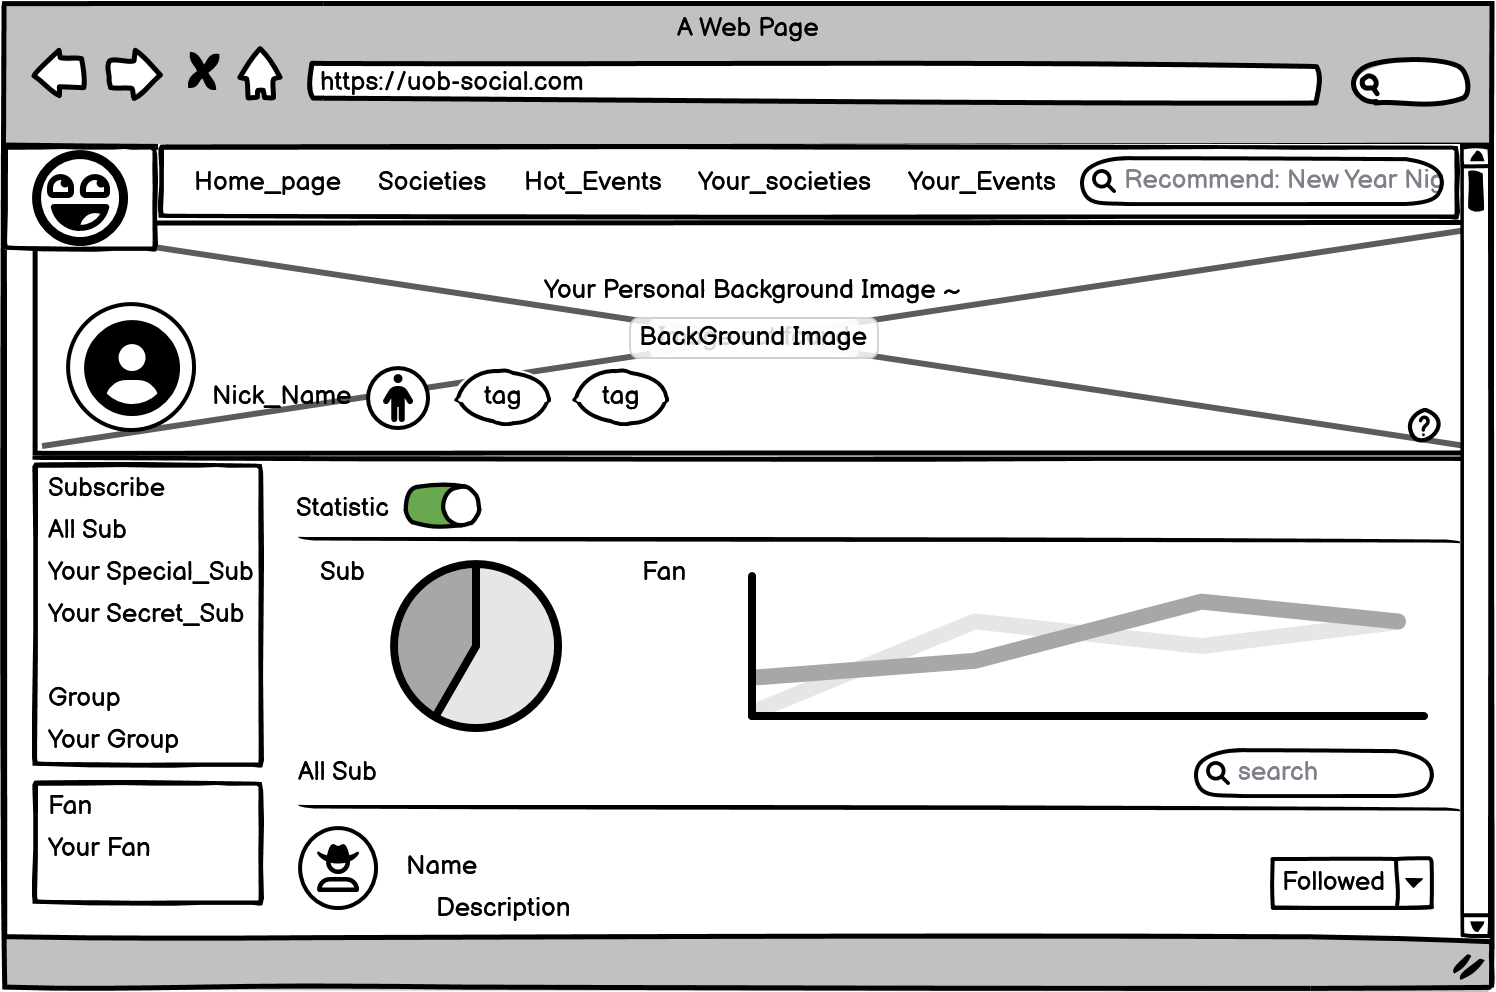 A Web Page
https://uob-social.com
Home_page Societies Hot_Events Your_societies Your_Events Recommend: New Year Nig
Your Personal Background Image ~
BackGround Image
Nick_Name tag tag
?
Subscribe
All Sub
Your Special_Sub
Your Secret_Sub
Group
Your Group
Fan
Your Fan
Statistic
Sub Fan
All Sub search
Name
Description
Followed